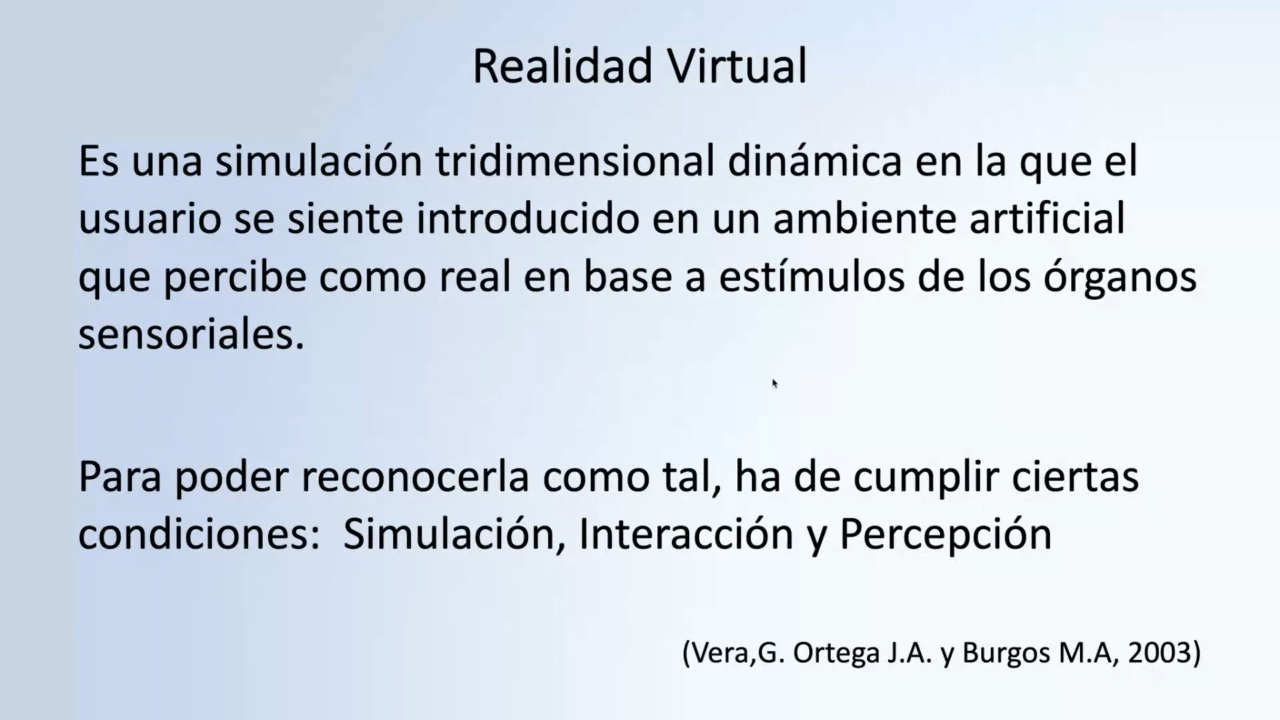 Realidad Virtual
Es una simulación tridimensional dinámica en la que el
usuario se siente introducido en un ambiente artificial
que percibe como real en base a estímulos de los órganos
sensoriales.
Para poder reconocerla como tal, ha de cumplir ciertas
condiciones:  Simulación, Interacción y Percepción
(Vera,G. Ortega J.A. y Burgos M.A, 2003)